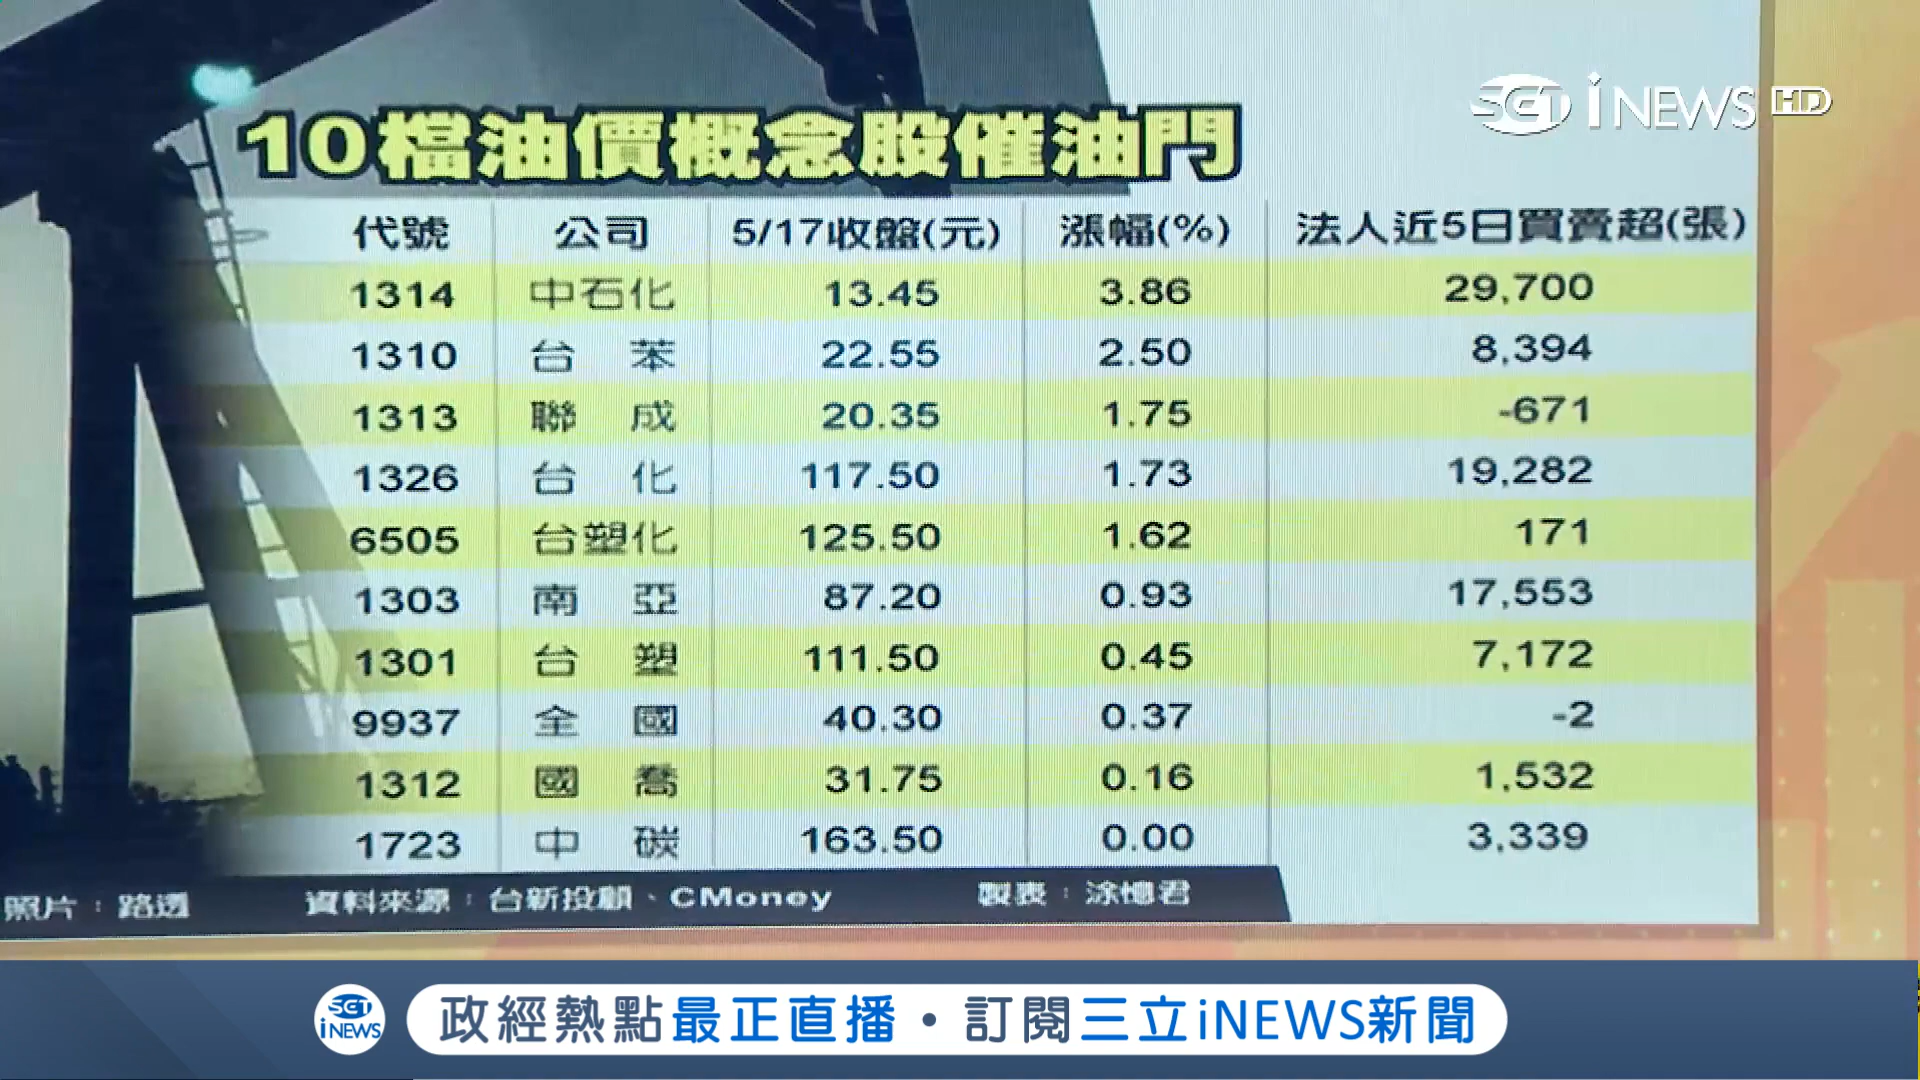 SET iNEWS HD
10檔油價概念股催油門
代號 公司 5/17收盤(元) 漲幅(%) 法人近5日買賣超(張)
1314 中石化 13.45 3.86 29,700
1310 台苯 22.55 2.50 8,394
1313 聯成 20.35 1.75 -671
1326 台化 117.50 1.73 19,282
6505 台塑化 125.50 1.62 171
1303 南亞 87.20 0.93 17,553
1301 台塑 111.50 0.45 7,172
9937 全國 40.30 0.37 -2
1312 國喬 31.75 0.16 1,532
1723 中碳 163.50 0.00 3,339
照片：路透 資料來源：台新投顧、CMoney 製表：涂憶君
SET iNEWS 政經熱點最正直播・訂閱三立iNEWS新聞